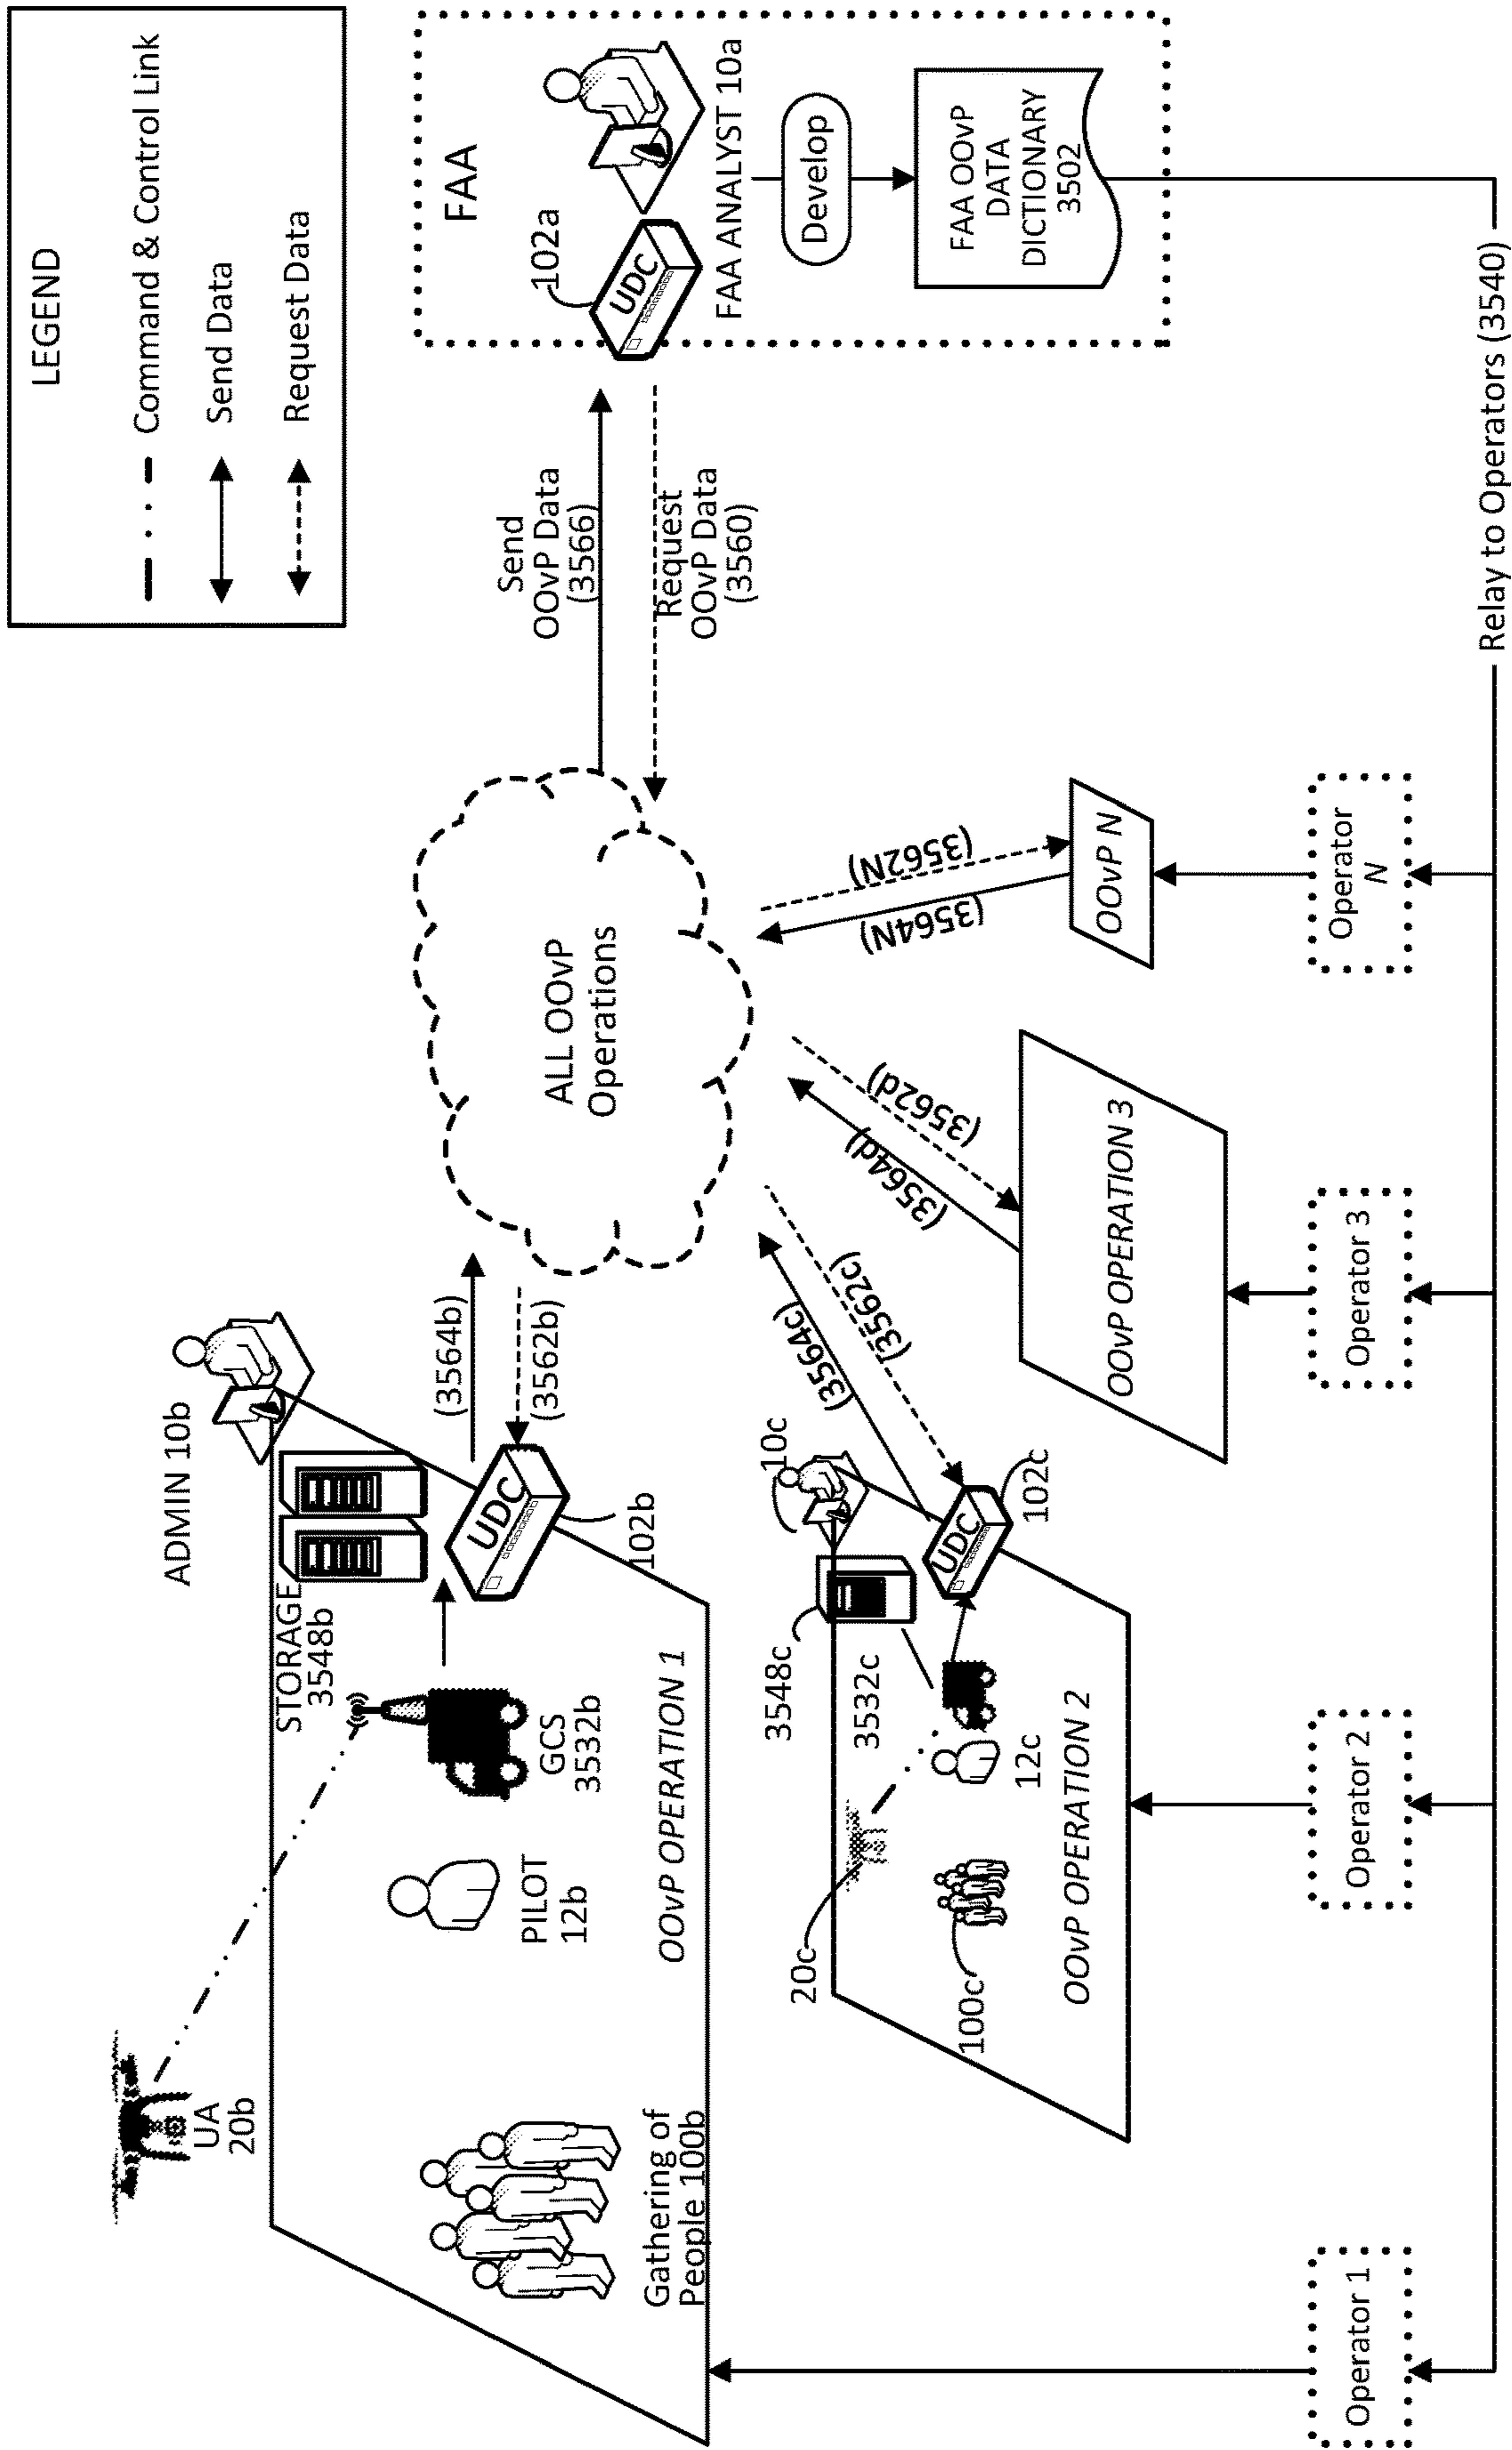 LEGEND
Command & Control Link
Send Data
Request Data
UA
20b
Gathering of
People 100b
PILOT
12b
GCS
3532b
STORAGE
3548b
ADMIN 10b
UDC
102b
OOvP OPERATION 1
(3564b)
(3562b)
ALL OOvP
Operations
Send
OOvP Data
(3566)
Request
OOvP Data
(3560)
FAA
102a
UDC
FAA ANALYST 10a
Develop
FAA OOvP
DATA
DICTIONARY
3502
20c
100c
12c
3532c
3548c
10c
UDC
102c
OOvP OPERATION 2
(3564c)
(3562c)
(3564d)
(3562d)
OOvP OPERATION 3
(3564N)
(3562N)
OOvP N
Operator 1
Operator 2
Operator 3
Operator
N
Relay to Operators (3540)